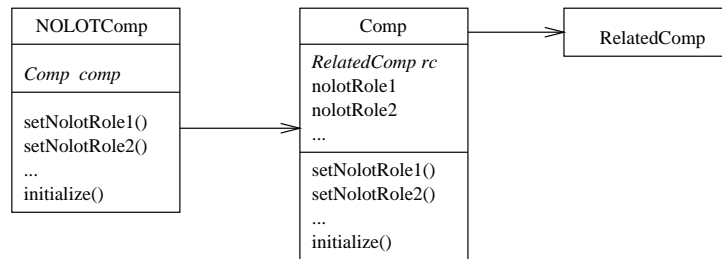 NOLOTComp
Comp comp
setNolotRole1()
setNolotRole2()
...
initialize()
Comp
RelatedComp rc
nolotRole1
nolotRole2
...
setNolotRole1()
setNolotRole2()
...
initialize()
RelatedComp